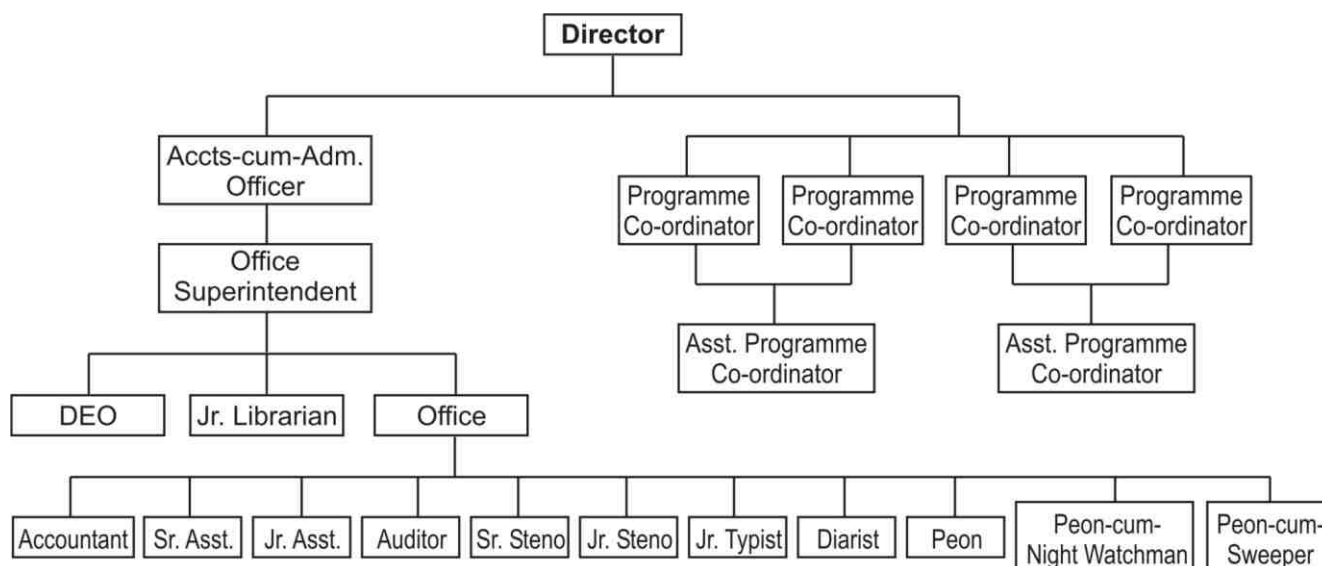 Director
Accts-cum-Adm.
Officer
Programme
Co-ordinator
Programme
Co-ordinator
Programme
Co-ordinator
Programme
Co-ordinator
Office
Superintendent
Asst. Programme
Co-ordinator
Asst. Programme
Co-ordinator
DEO
Jr. Librarian
Office
Accountant
Sr. Asst.
Jr. Asst.
Auditor
Sr. Steno
Jr. Steno
Jr. Typist
Diarist
Peon
Peon-cum-
Night Watchman
Peon-cum-
Sweeper